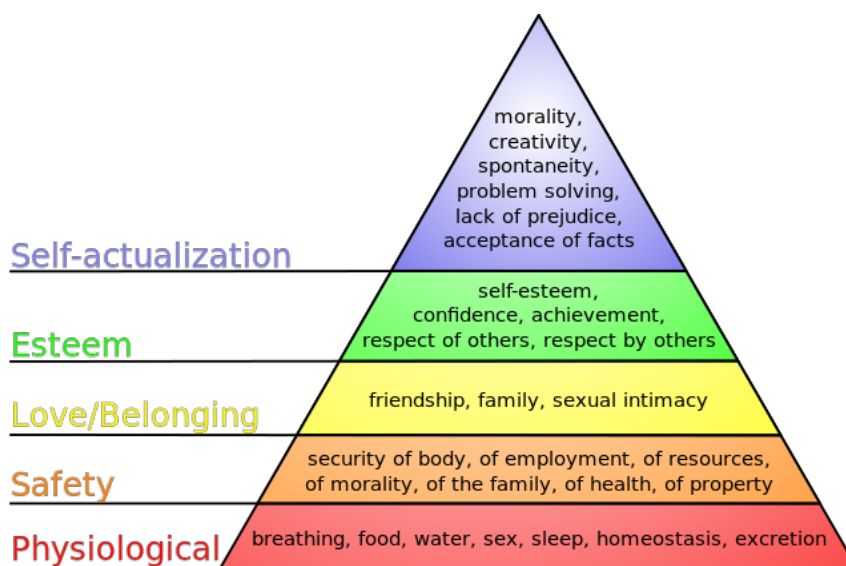 morality,
creativity,
spontaneity,
problem solving,
lack of prejudice,
acceptance of facts
Self-actualization
self-esteem,
confidence, achievement,
respect of others, respect by others
Esteem
friendship, family, sexual intimacy
Love/Belonging
security of body, of employment, of resources,
of morality, of the family, of health, of property
Safety
breathing, food, water, sex, sleep, homeostasis, excretion
Physiological